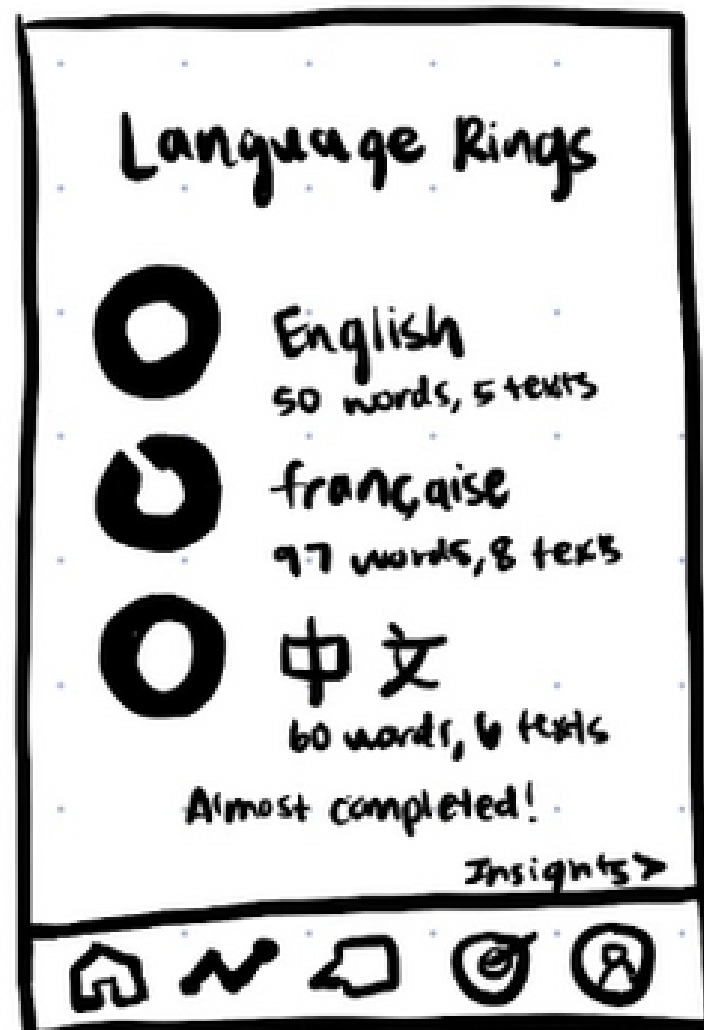 Language Rings
English
50 words, 5 texts
française
97 words, 8 texts
中文
60 words, 6 texts
Almost completed!
Insights >